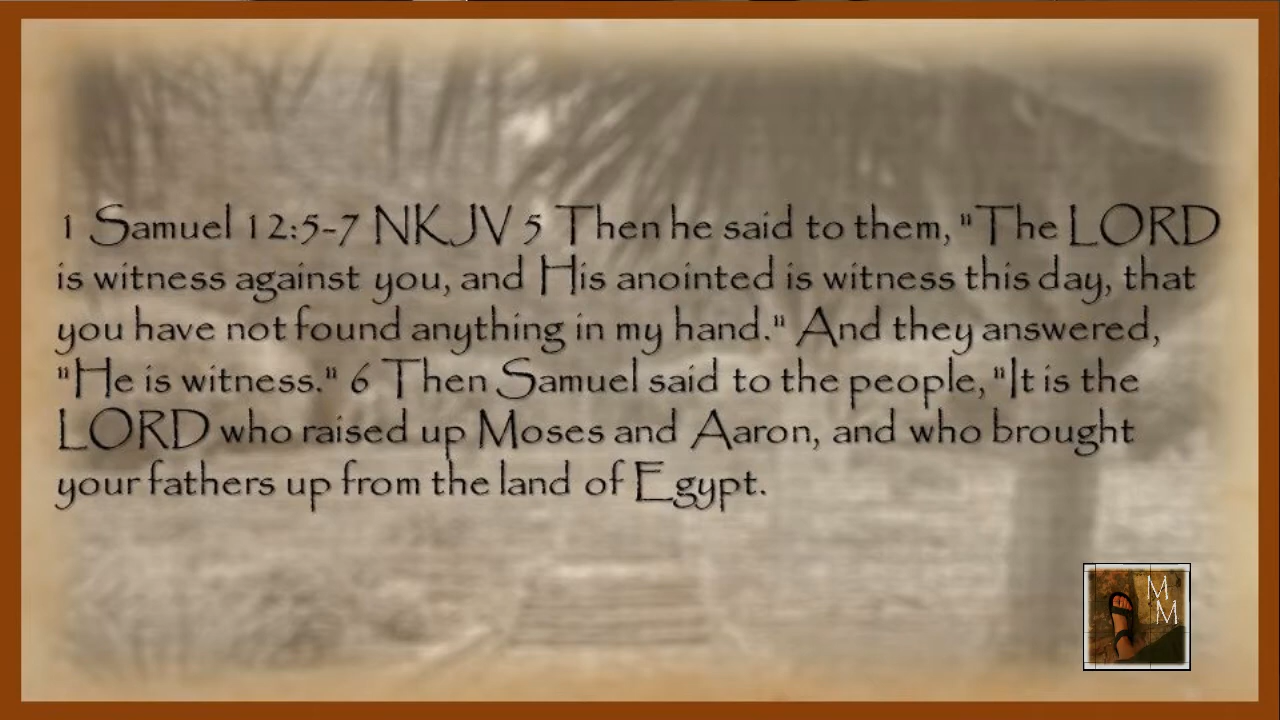 1 Samuel 12:5-7 NKJV 5 Then he said to them, "The LORD
is witness against you, and His anointed is witness this day, that
you have not found anything in my hand." And they answered,
"He is witness." 6 Then Samuel said to the people, "It is the
LORD who raised up Moses and Aaron, and who brought
your fathers up from the land of Egypt.
M
M